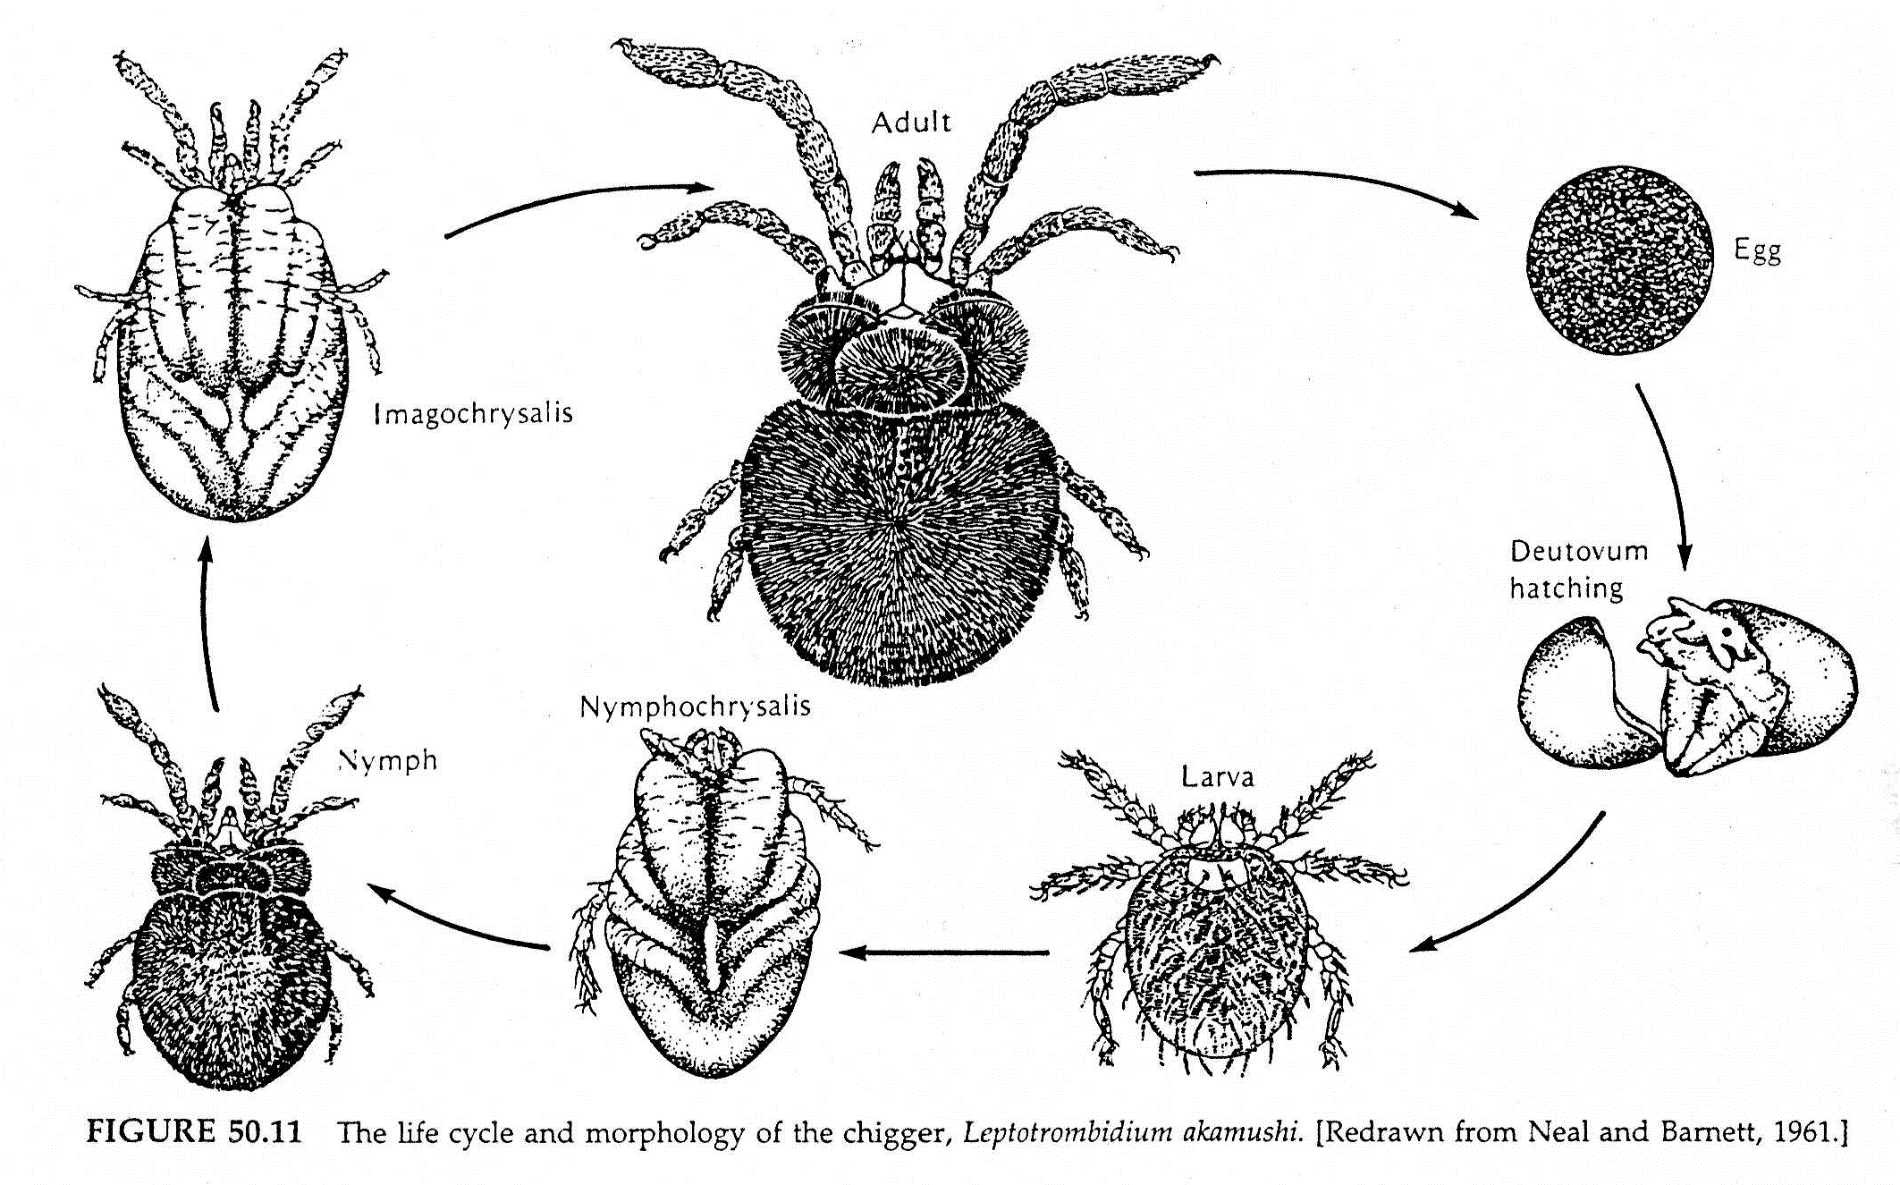 Adult
Egg
Imagochrysalis
Deutovum
hatching
Nymphochrysalis
Nymph
Larva
FIGURE 50.11 The life cycle and morphology of the chigger, Leptotrombidium akamushi. [Redrawn from Neal and Barnett, 1961.]